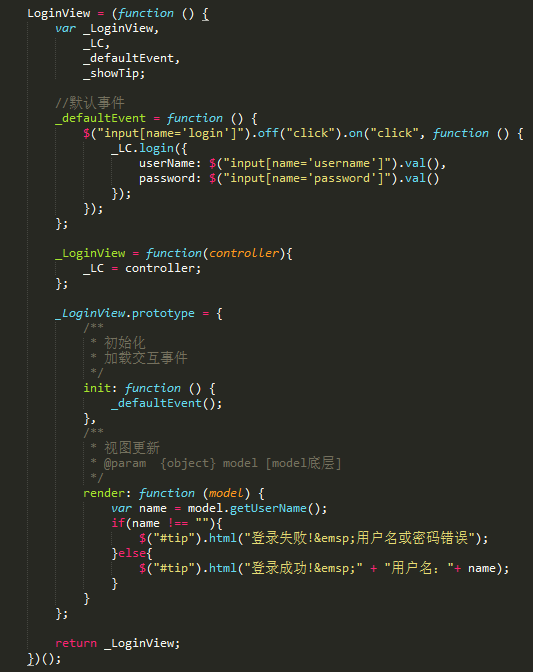 LoginView = (function () {
    var _LoginView,
        _LC,
        _defaultEvent,
        _showTip;
    //默认事件
    _defaultEvent = function () {
        $("input[name='login']").off("click").on("click", function () {
            _LC.login({
                userName: $("input[name='username']").val(),
                password: $("input[name='password']").val()
            });
        });
    };
    _LoginView = function(controller){
        _LC = controller;
    };
    _LoginView.prototype = {
        /**
         * 初始化
         * 加载交互事件
         */
        init: function () {
            _defaultEvent();
        },
        /**
         * 视图更新
         * @param  {object} model [model底层]
         */
        render: function (model) {
            var name = model.getUserName();
            if(name !== ""){
                $("#tip").html("登录失败!&emsp;用户名或密码错误");
            }else{
                $("#tip").html("登录成功!&emsp;" + "用户名："+ name);
            }
        }
    };
    return _LoginView;
})();